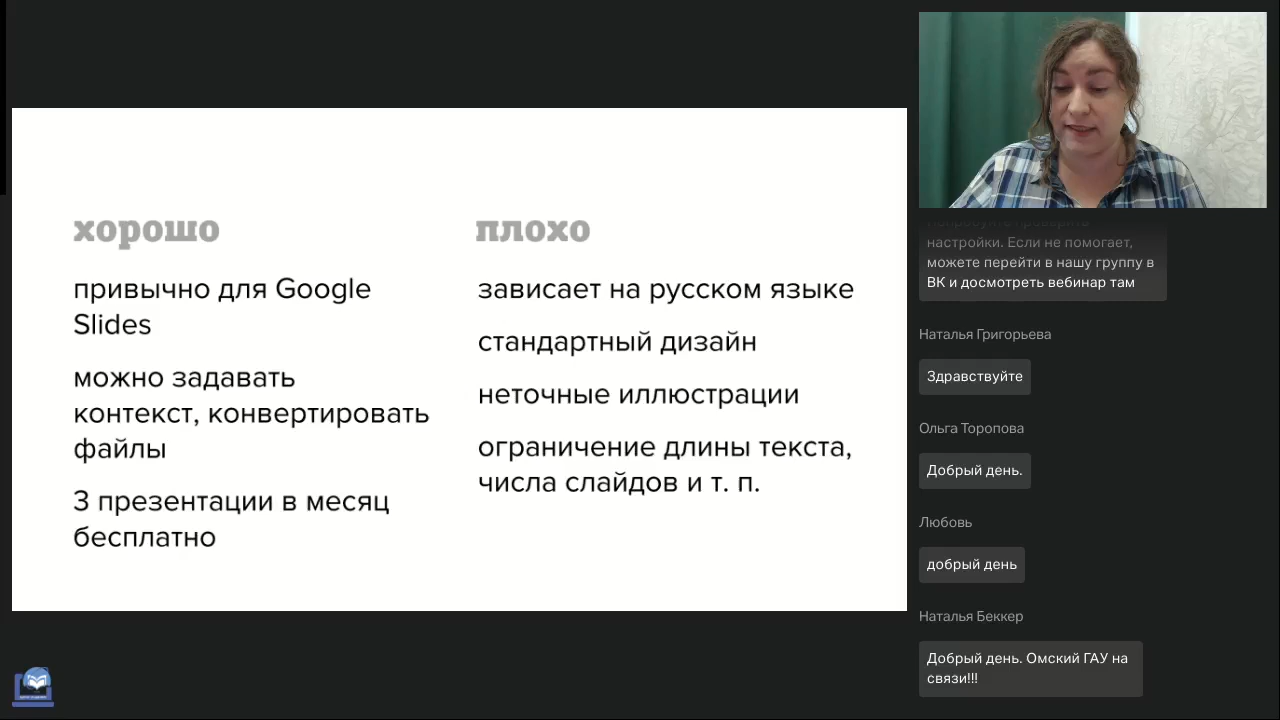 хорошо
привычно для Google
Slides
можно задавать
контекст, конвертировать
файлы
3 презентации в месяц
бесплатно
плохо
зависает на русском языке
стандартный дизайн
неточные иллюстрации
ограничение длины текста,
числа слайдов и т. п.
настройки. Если не помогает,
можете перейти в нашу группу в
ВК и досмотреть вебинар там
Наталья Григорьева
Здравствуйте
Ольга Торопова
Добрый день.
Любовь
добрый день
Наталья Беккер
Добрый день. Омский ГАУ на
связи!!!